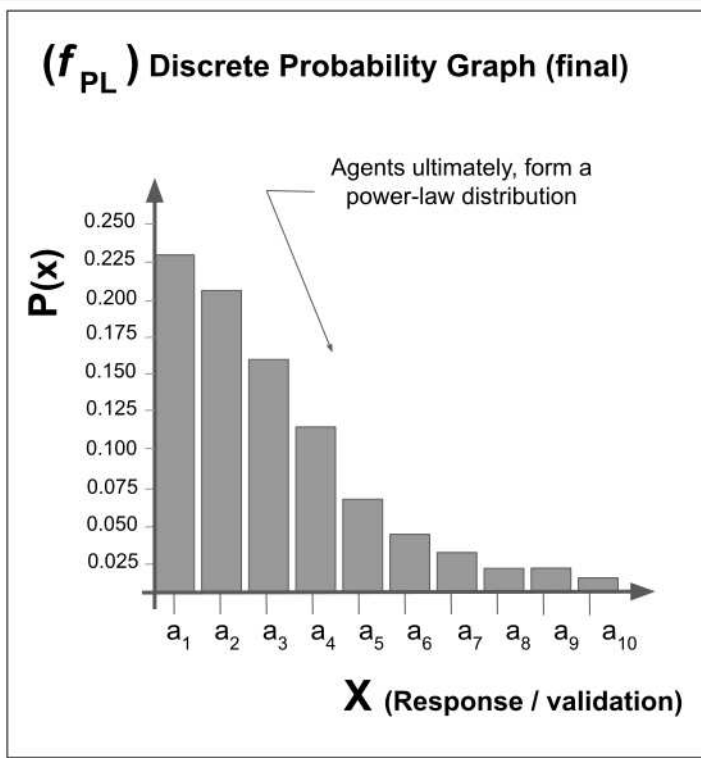 (f PL) Discrete Probability Graph (final)
Agents ultimately, form a
power-law distribution
P(x)
0.250
0.225
0.200
0.175
0.150
0.125
0.100
0.075
0.050
0.025
a1 a2 a3 a4 a5 a6 a7 a8 a9 a10
X (Response / validation)